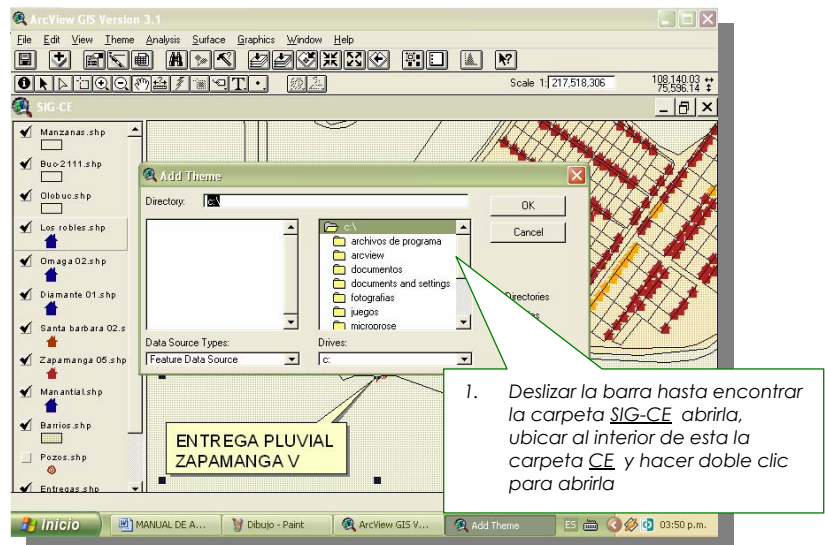 ArcView GIS Version 3.1
File Edit View Theme Analysis Surface Graphics Window Help
Scale 1: 217,518,306
108,140.03
75,596.14
SIG-CE
Manzanas.shp
Buo-2111.shp
Olobuc.shp
Los robles.shp
Omaga 02.shp
Diamante 01.shp
Santa barbara 02.s
Zapamanga 05.shp
Manantial.shp
Barrios.shp
Pozos.shp
Entregas.shp
Add Theme
Directory: c:\
OK
Cancel
c:\
archivos de programa
arcview
documentos
documents and settings
fotografias
juegos
microprose
Directories
Data Source Types:
Feature Data Source
Drives:
c:
ENTREGA PLUVIAL
ZAPAMANGA V
1. Deslizar la barra hasta encontrar
la carpeta SIG-CE abrirla,
ubicar al interior de esta la
carpeta CE y hacer doble clic
para abrirla
Inicio
MANUAL DE A...
Dibujo - Paint
ArcView GIS V...
Add Theme
ES
03:50 p.m.